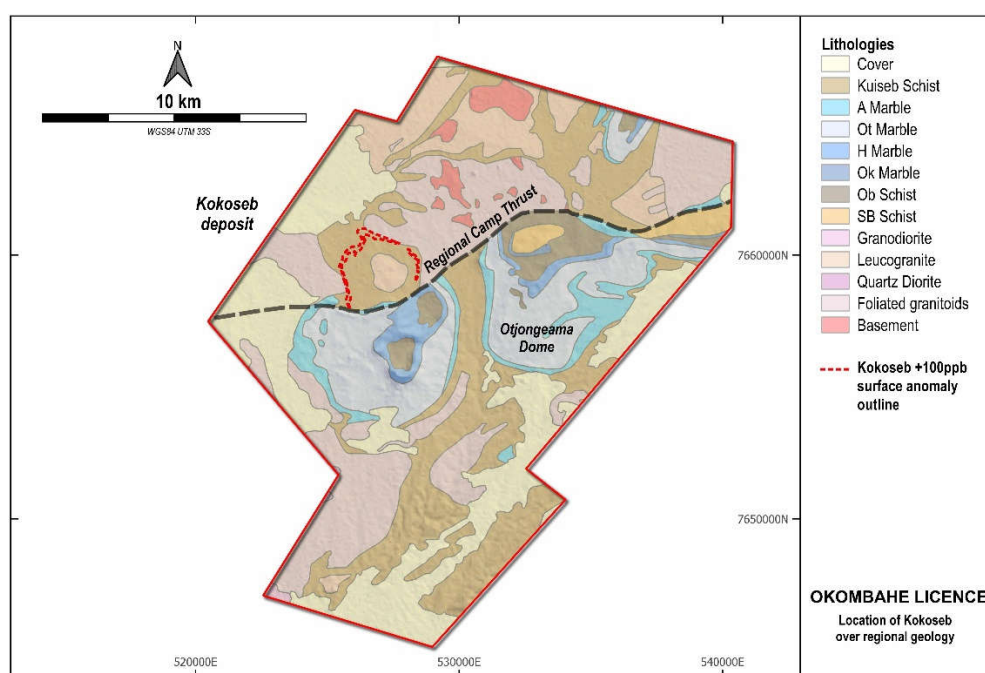 N
10 km
WGS84 UTM 33S
Kokoseb
deposit
Regional Camp Thrust
Otjongeama
Dome
7660000N
7650000N
520000E
530000E
540000E
Lithologies
Cover
Kuiseb Schist
A Marble
Ot Marble
H Marble
Ok Marble
Ob Schist
SB Schist
Granodiorite
Leucogranite
Quartz Diorite
Foliated granitoids
Basement
Kokoseb +100ppb
surface anomaly
outline
OKOMBAHE LICENCE
Location of Kokoseb
over regional geology